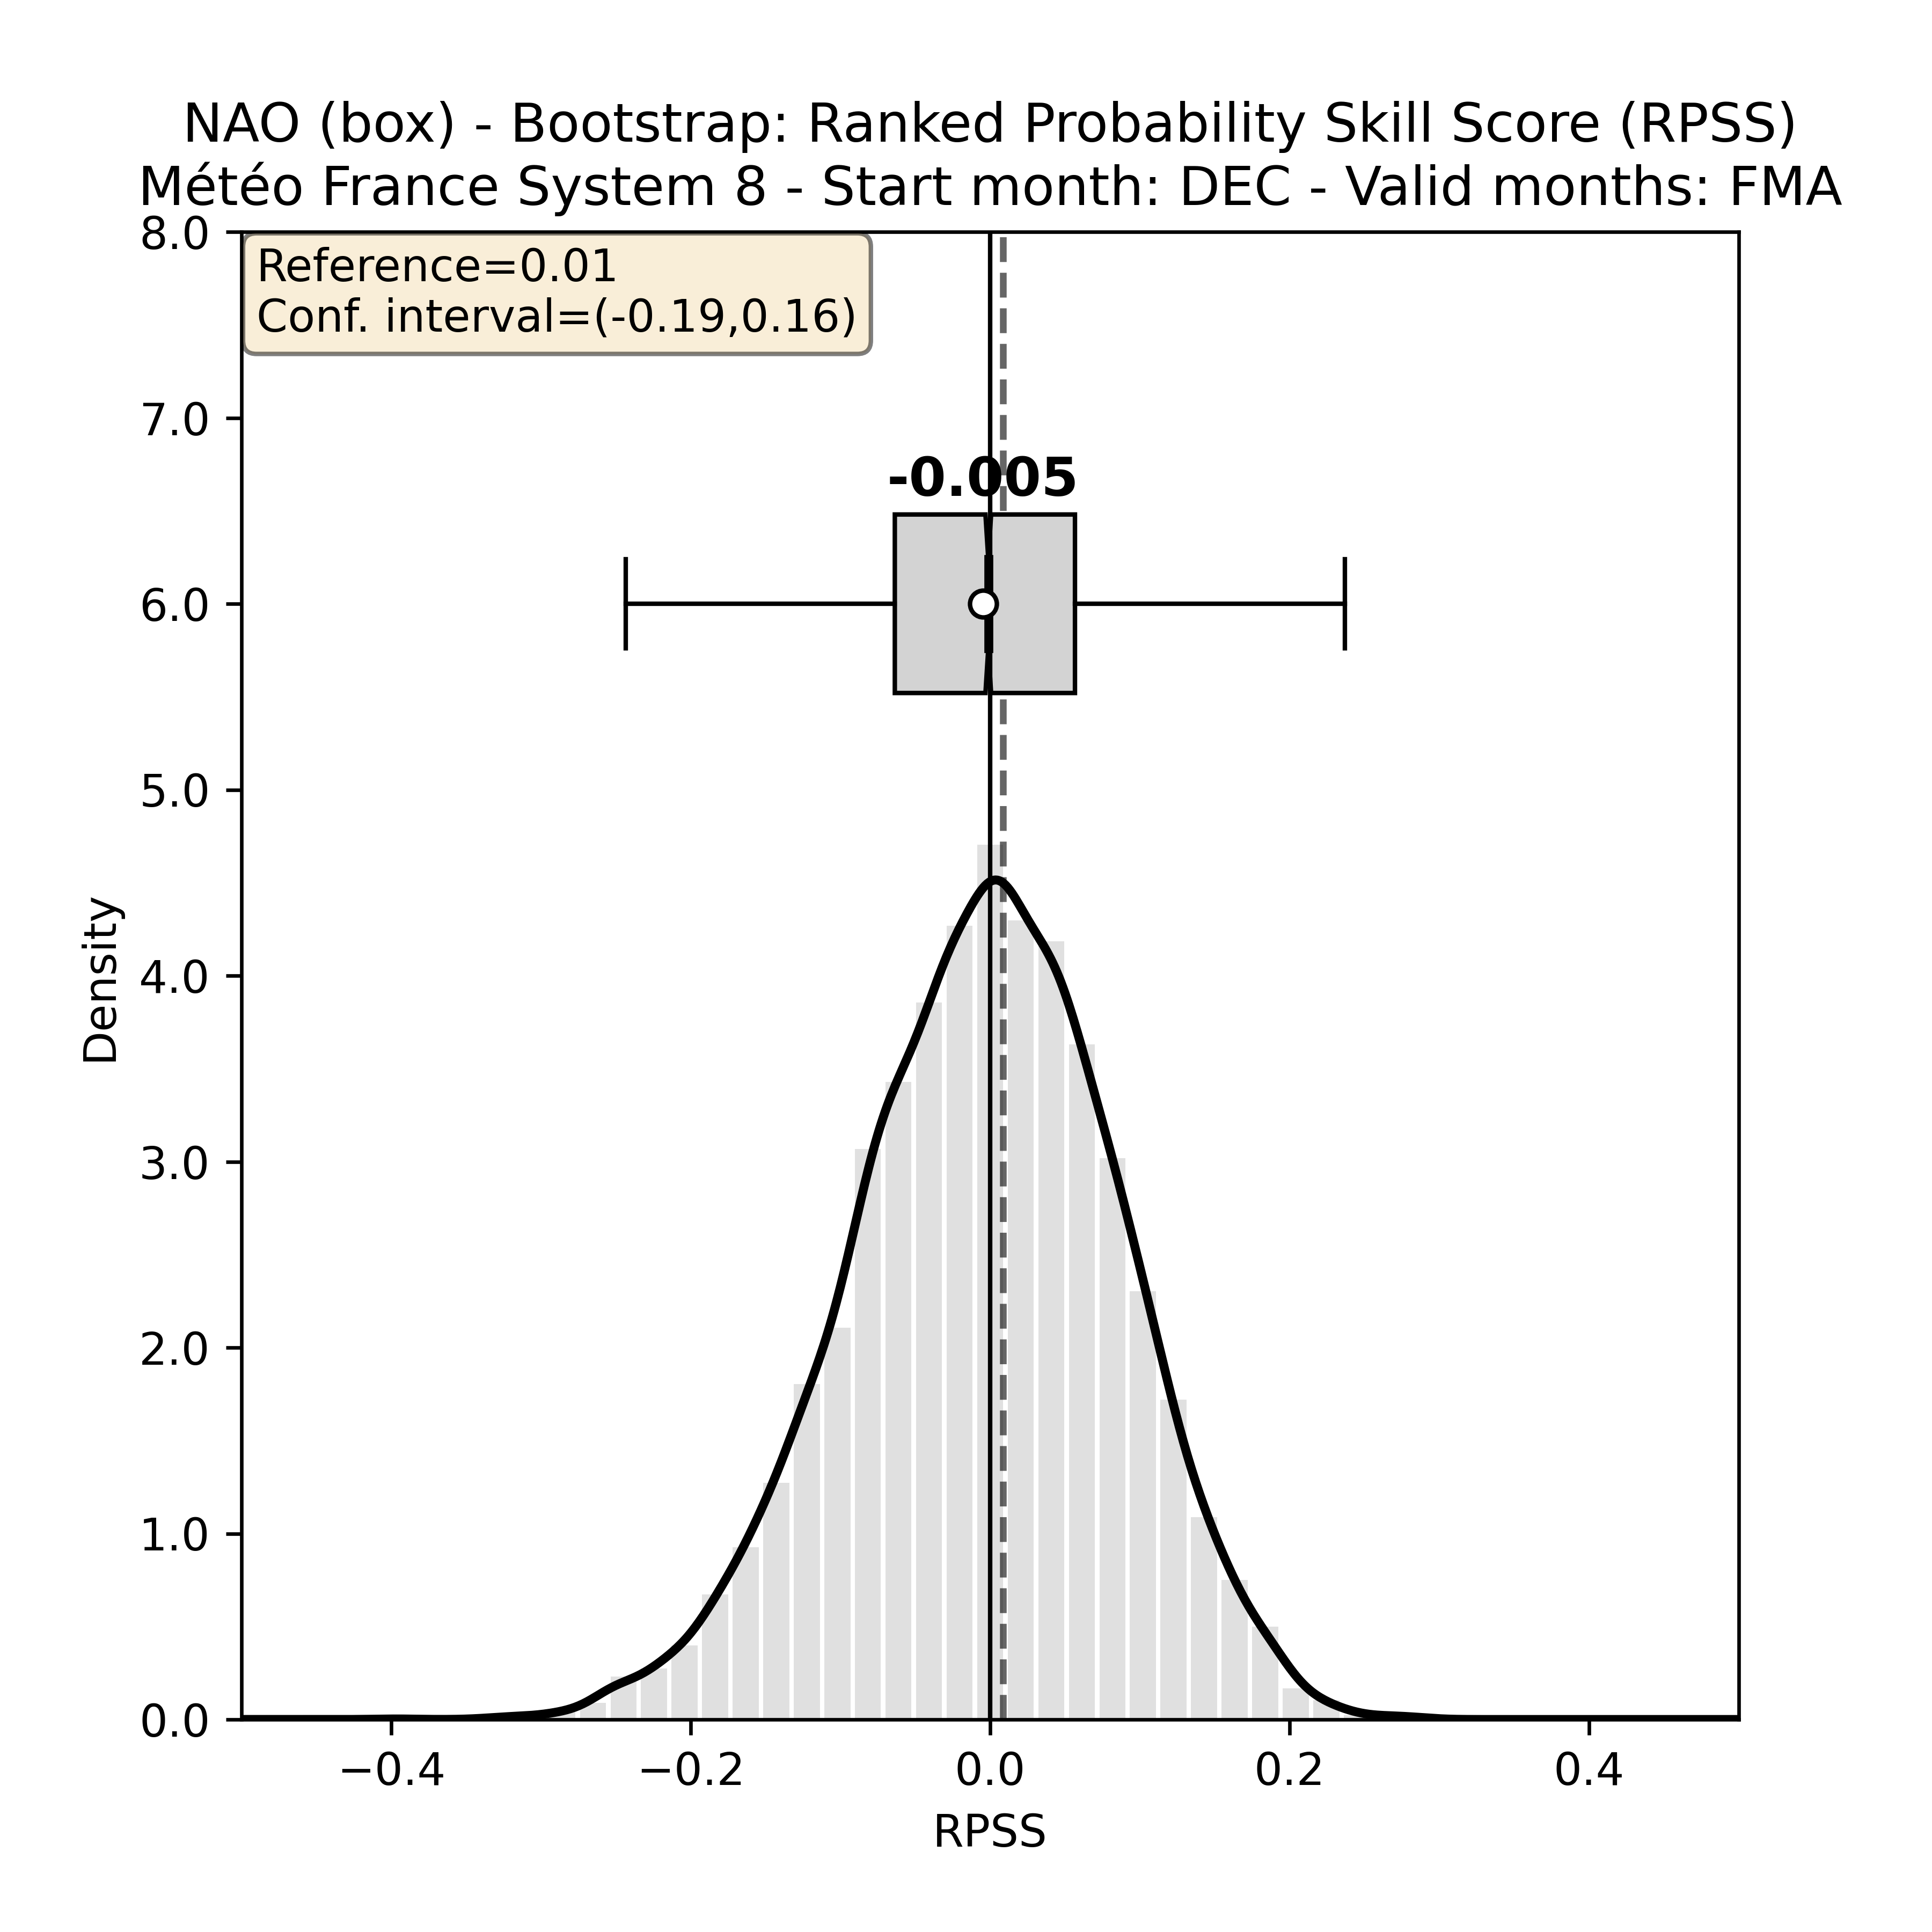 NAO (box) - Bootstrap: Ranked Probability Skill Score (RPSS)
Météo France System 8 - Start month: DEC - Valid months: FMA
Reference=0.01
Conf. interval=(-0.19,0.16)
-0.005
8.0
7.0
6.0
5.0
4.0
3.0
2.0
1.0
0.0
Density
−0.4
−0.2
0.0
0.2
0.4
RPSS